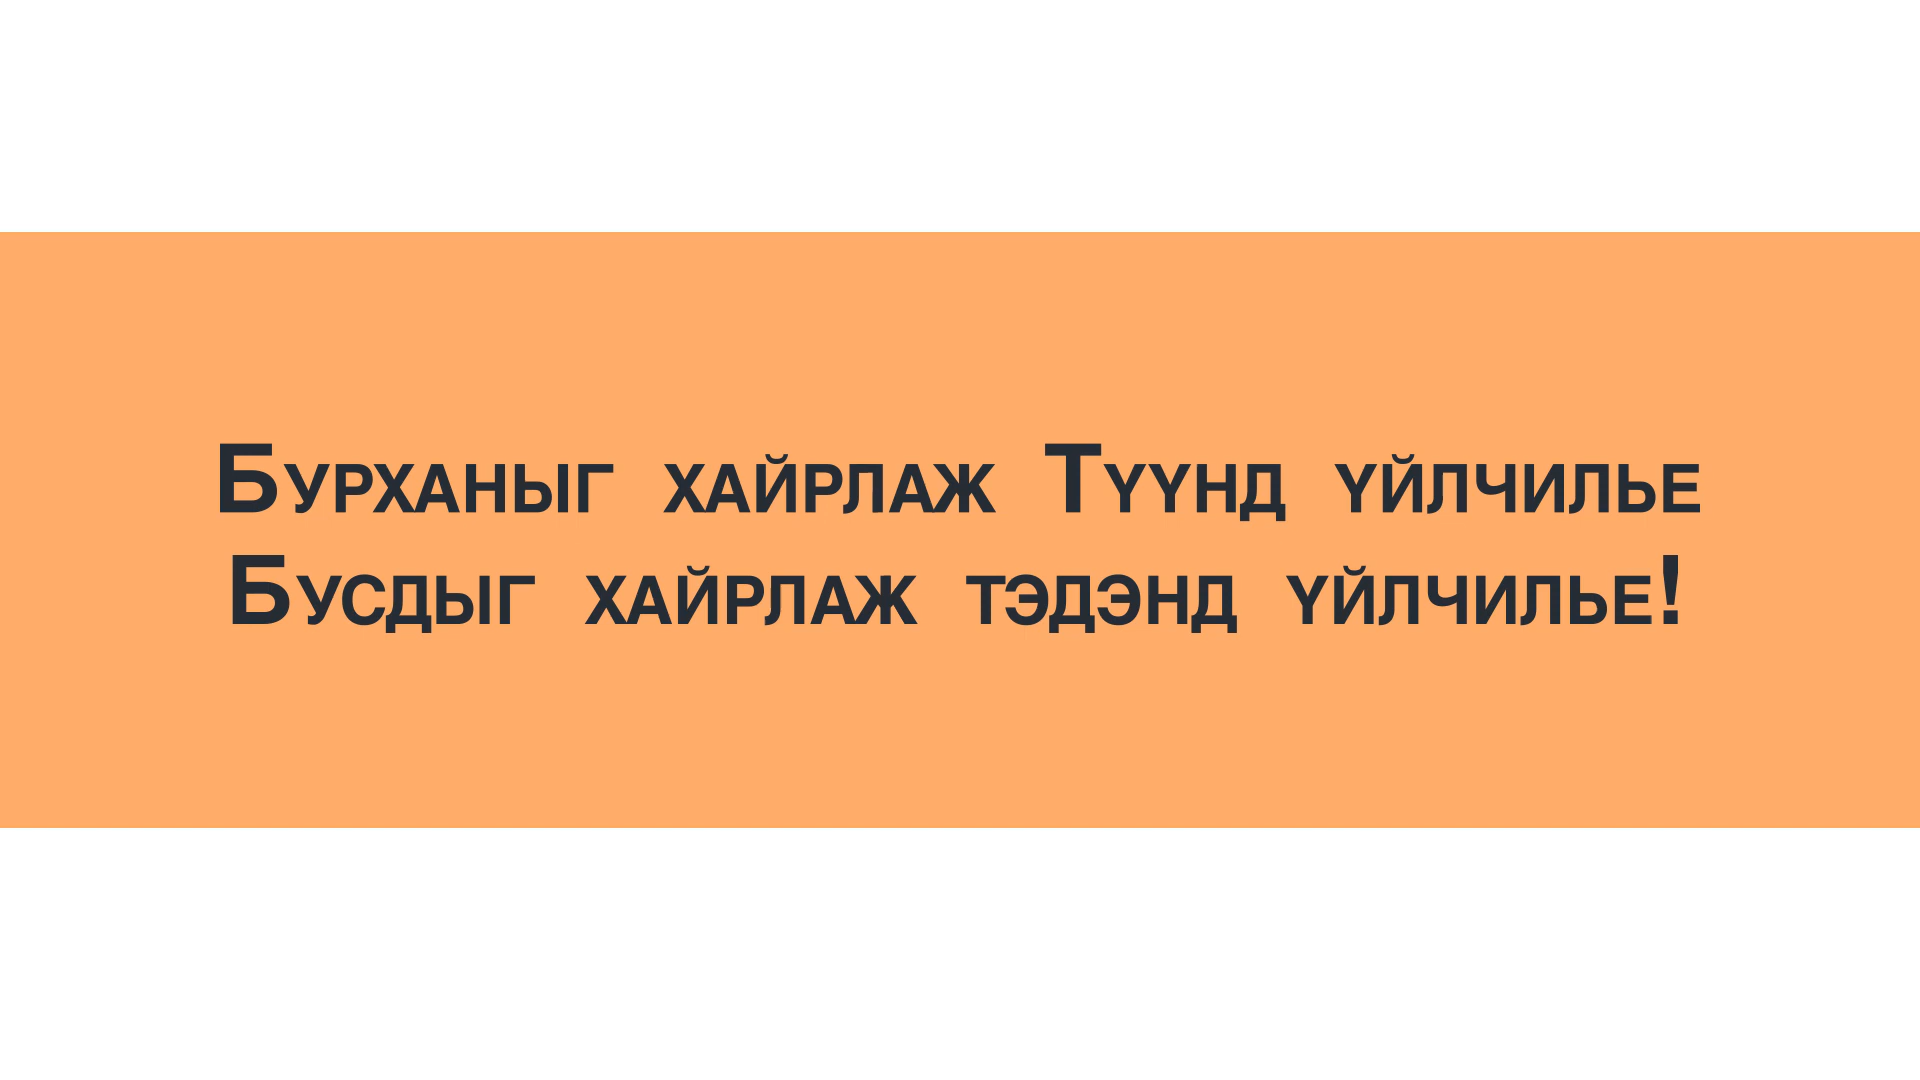 Бурханыг хайрлаж Түүнд үйлчилье
Бусдыг хайрлаж тэдэнд үйлчилье!